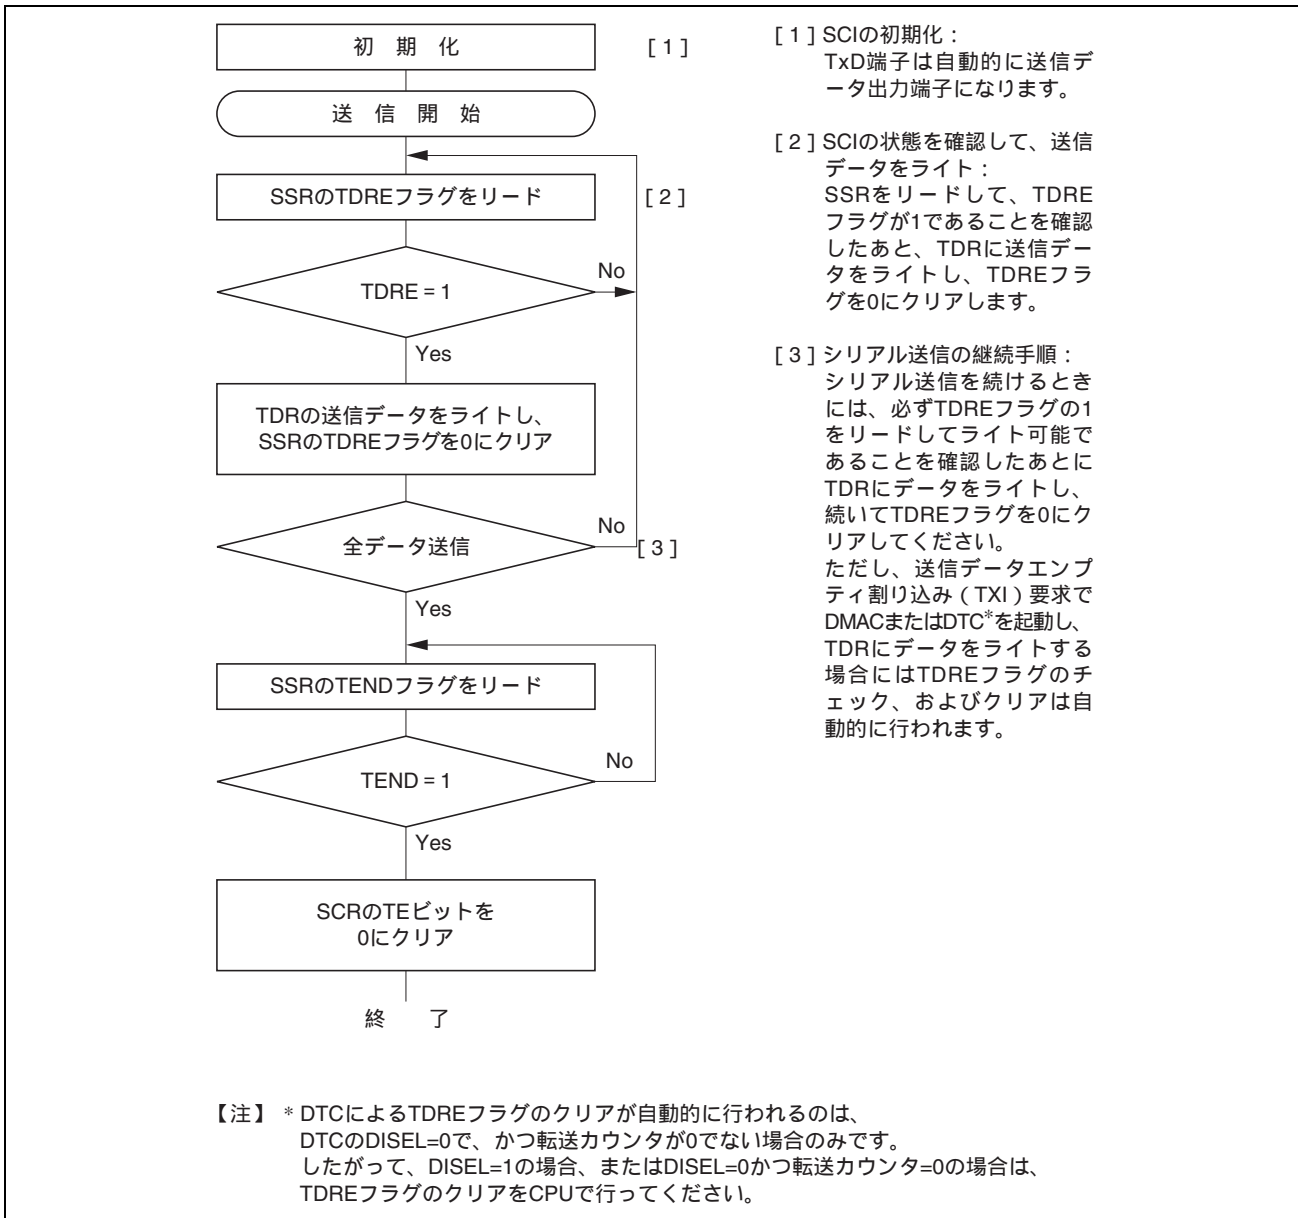 初 期 化
[ 1 ]
送 信 開 始
SSRのTDREフラグをリード
[ 2 ]
TDRE = 1
No
Yes
TDRの送信データをライトし、
SSRのTDREフラグを0にクリア
全データ送信
No
[ 3 ]
Yes
SSRのTENDフラグをリード
TEND = 1
No
Yes
SCRのTEビットを
0にクリア
終 了
[ 1 ] SCIの初期化：
TxD端子は自動的に送信デ
ータ出力端子になります。
[ 2 ] SCIの状態を確認して、送信
データをライト：
SSRをリードして、TDRE
フラグが1であることを確認
したあと、TDRに送信デー
タをライトし、TDREフラ
グを0にクリアします。
[ 3 ] シリアル送信の継続手順：
シリアル送信を続けるとき
には、必ずTDREフラグの1
をリードしてライト可能で
あることを確認したあとに
TDRにデータをライトし、
続いてTDREフラグを0にク
リアしてください。
ただし、送信データエンプ
ティ割り込み（TXI）要求で
DMACまたはDTC*を起動し、
TDRにデータをライトする
場合にはTDREフラグのチ
ェック、およびクリアは自
動的に行われます。
【注】 * DTCによるTDREフラグのクリアが自動的に行われるのは、
DTCのDISEL=0で、かつ転送カウンタが0でない場合のみです。
したがって、DISEL=1の場合、またはDISEL=0かつ転送カウンタ=0の場合は、
TDREフラグのクリアをCPUで行ってください。